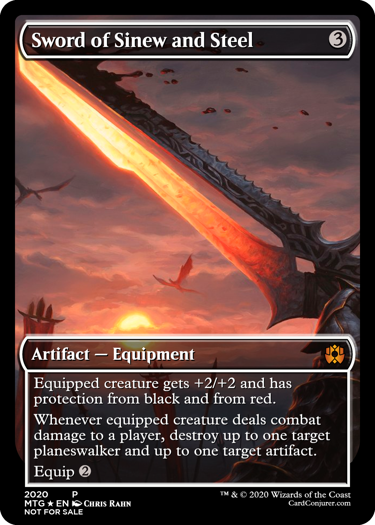 Sword of Sinew and Steel 3
Artifact — Equipment
Equipped creature gets +2/+2 and has
protection from black and from red.
Whenever equipped creature deals combat
damage to a player, destroy up to one target
planeswalker and up to one target artifact.
Equip 2
2020 P
MTG ★ EN Chris Rahn
NOT FOR SALE
™ & © 2020 Wizards of the Coast
CardConjurer.com